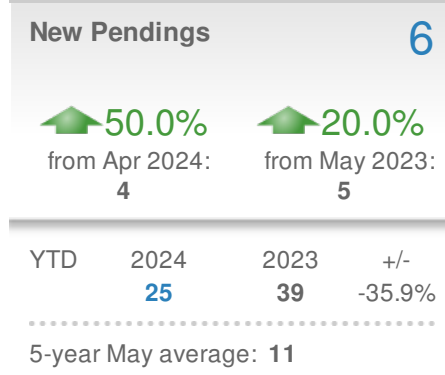 New Pendings 6
50.0% 20.0%
from Apr 2024: from May 2023:
4 5
YTD 2024 2023 +/-
25 39 -35.9%
5-year May average: 11